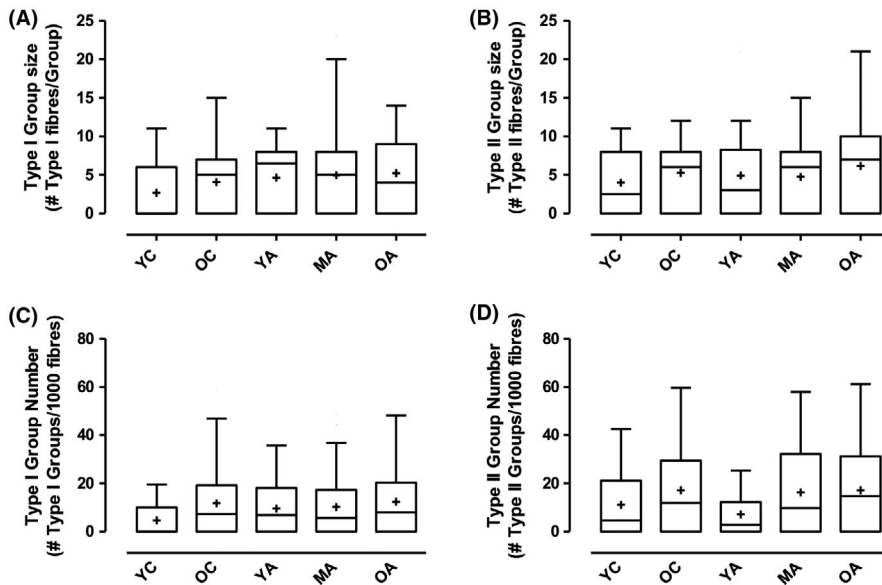 (A)
Type I Group size
(# Type I fibres/Group)
25
20
15
10
5
0
YC
OC
YA
MA
OA
(B)
Type II Group size
(# Type II fibres/Group)
25
20
15
10
5
0
YC
OC
YA
MA
OA
(C)
Type I Group Number
(# Type I Groups/1000 fibres)
80
60
40
20
0
YC
OC
YA
MA
OA
(D)
Type II Group Number
(# Type II Groups/1000 fibres)
80
60
40
20
0
YC
OC
YA
MA
OA